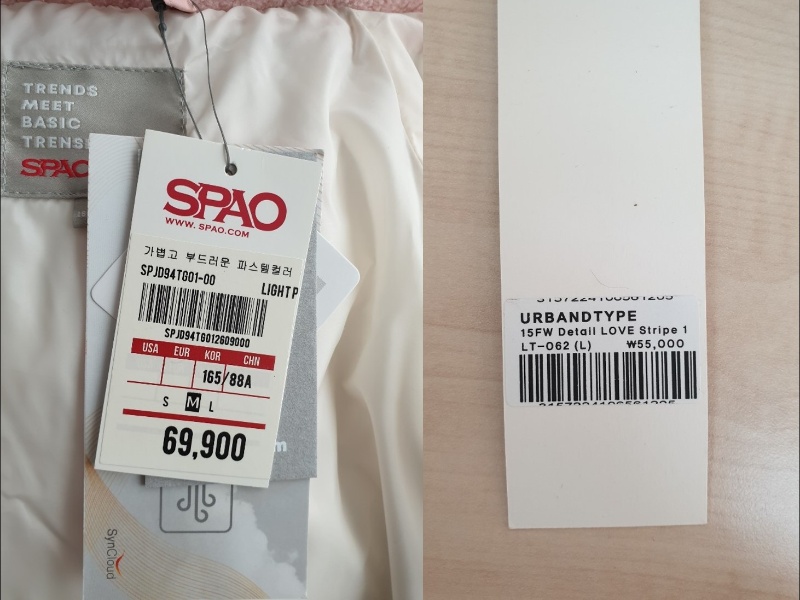 TRENDS
MEET
BASIC
SPAO
WWW.SPAO.COM
가볍고 부드러운 파스텔컬러
SPJD94TG01-00
LIGHT P
SPJD94TG012609000
USA EUR KOR CHN
165/88A
S M L
69,900
SynCloud
URBANDTYPE
15FW Detail LOVE Stripe 1
LT-062 (L) ₩55,000